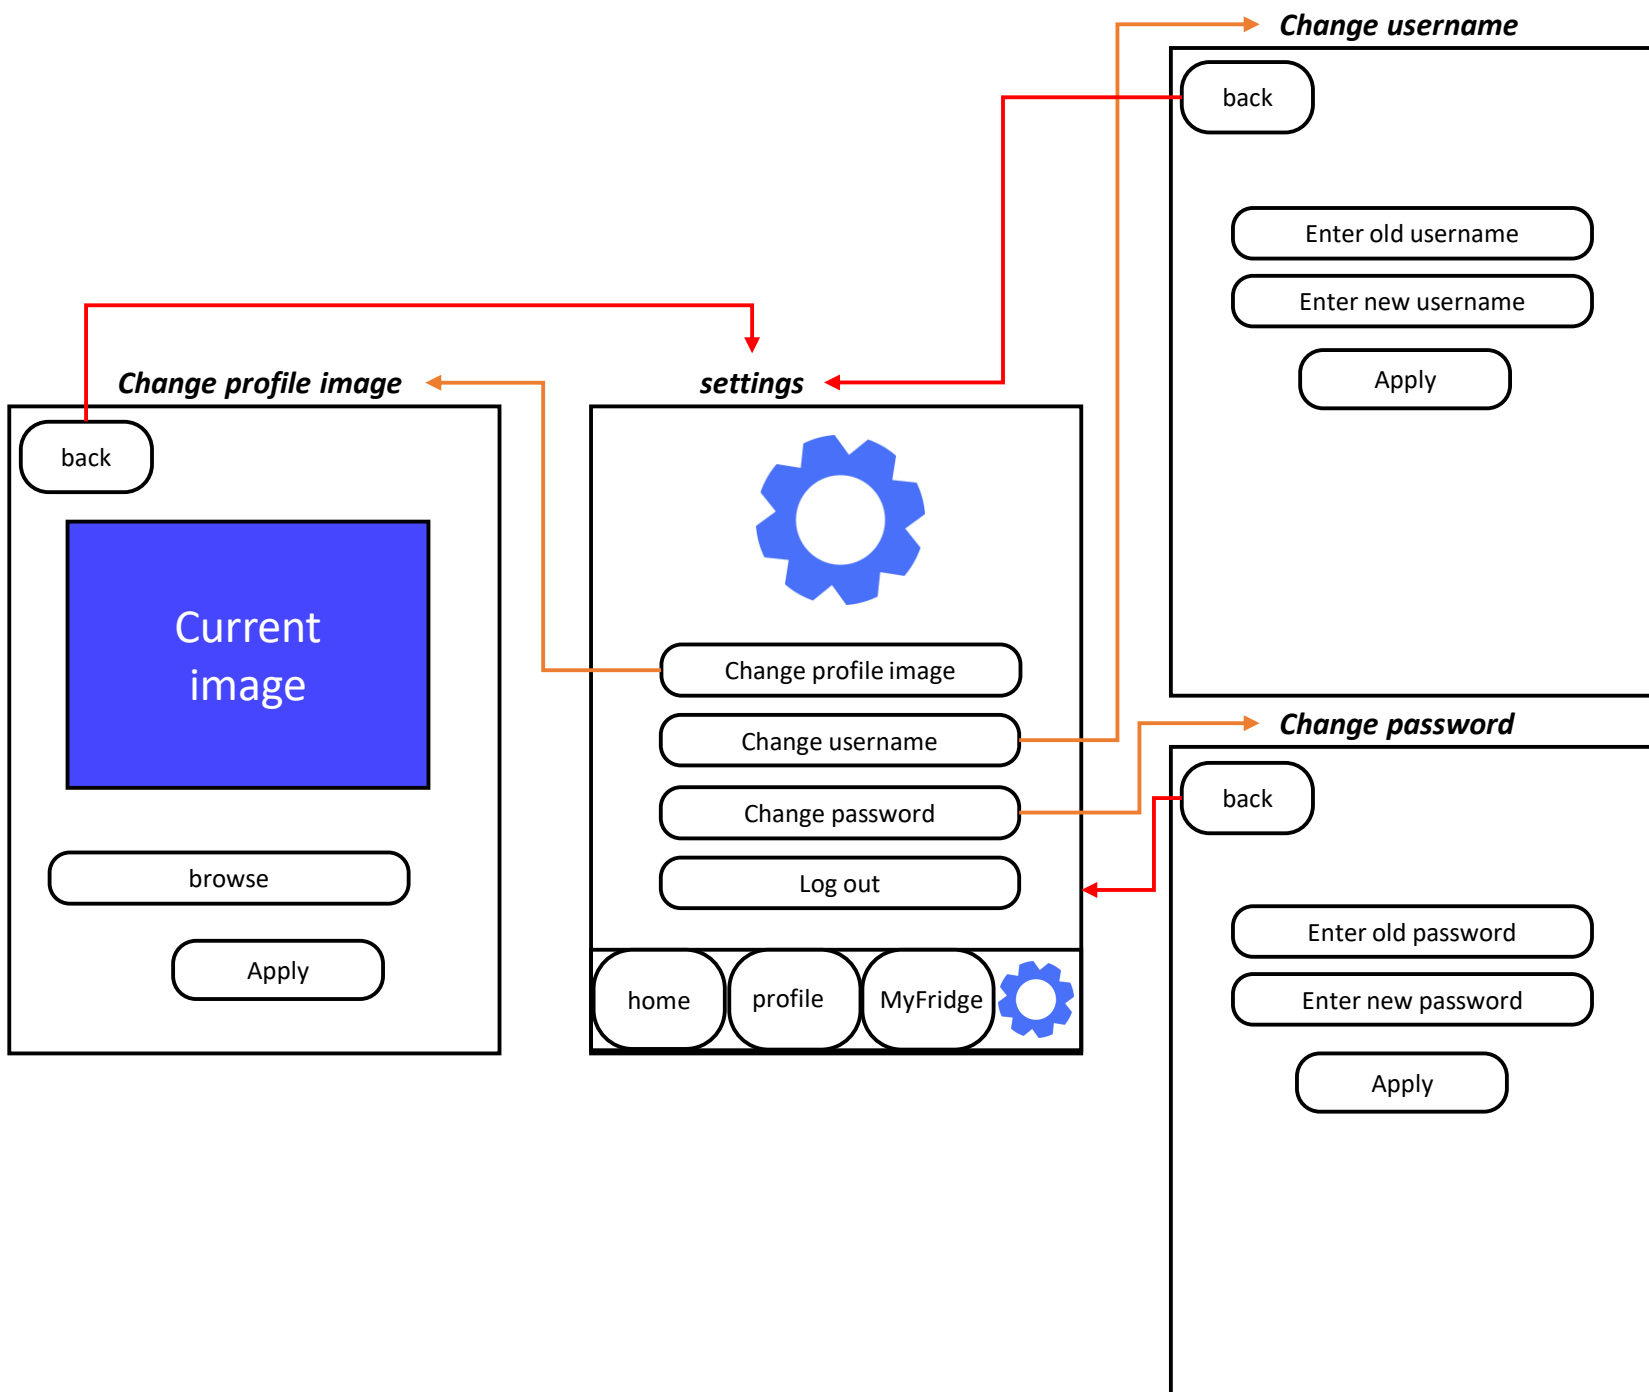 Change username
back
Enter old username
Enter new username
Apply
Change profile image
back
Current
image
browse
Apply
settings
Change profile image
Change username
Change password
Log out
home
profile
MyFridge
Change password
back
Enter old password
Enter new password
Apply